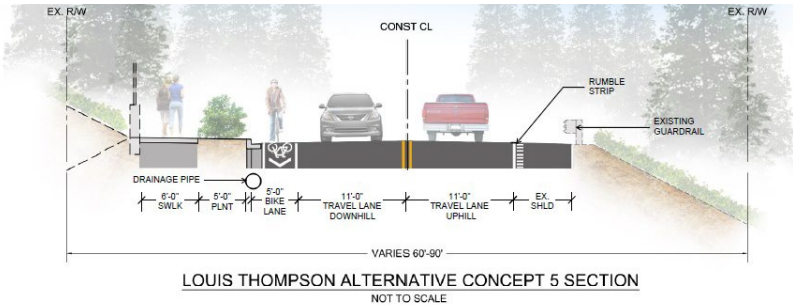 EX. R/W
EX. R/W
CONST CL
RUMBLE
STRIP
EXISTING
GUARDRAIL
DRAINAGE PIPE
6'-0"
SWLK
5'-0"
PLNT
5'-0"
BIKE
LANE
11'-0"
TRAVEL LANE
DOWNHILL
11'-0"
TRAVEL LANE
UPHILL
EX.
SHLD
VARIES 60'-90'
LOUIS THOMPSON ALTERNATIVE CONCEPT 5 SECTION
NOT TO SCALE